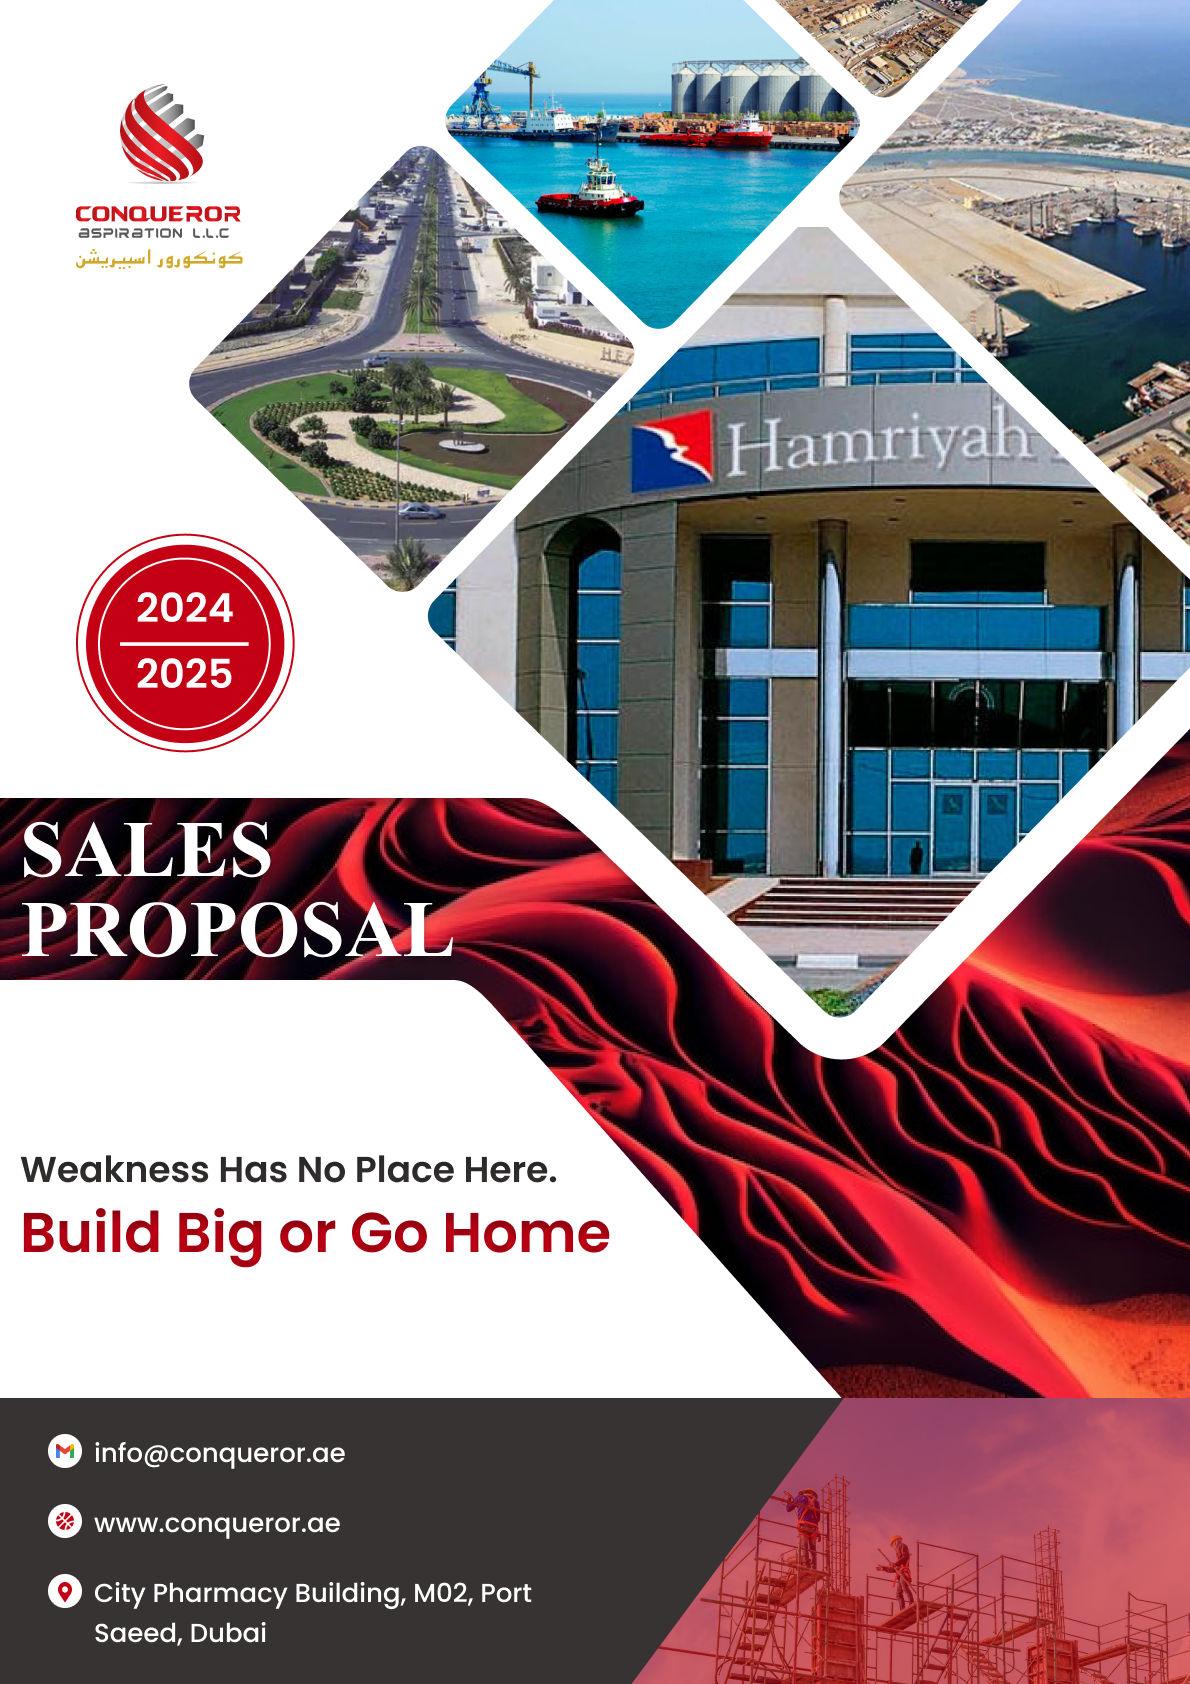 CONQUEROR
ASPIRATION L.L.C
كونكورور اسبيريشن
Hamriyah
2024
2025
SALES
PROPOSAL
Weakness Has No Place Here.
Build Big or Go Home
info@conqueror.ae
www.conqueror.ae
City Pharmacy Building, M02, Port
Saeed, Dubai